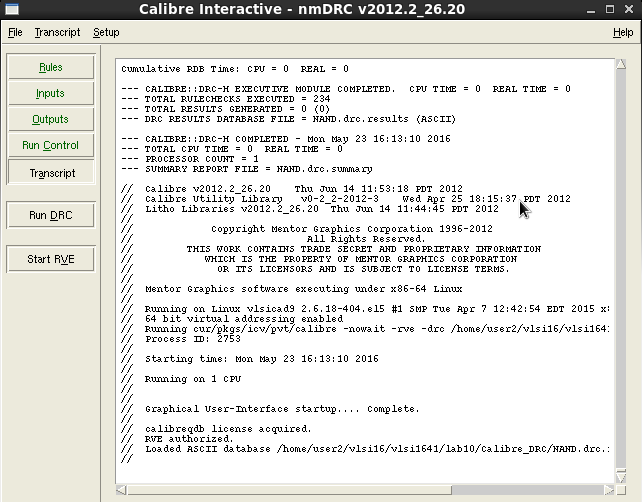 Calibre Interactive - nmDRC v2012.2_26.20
File Transcript Setup Help
Rules
Inputs
Outputs
Run Control
Transcript
Run DRC
Start RVE
Cumulative RDB Time: CPU = 0 REAL = 0
--- CALIBRE::DRC-H EXECUTIVE MODULE COMPLETED. CPU TIME = 0 REAL TIME = 0
--- TOTAL RULECHECKS EXECUTED = 234
--- TOTAL RESULTS GENERATED = 0 (0)
--- DRC RESULTS DATABASE FILE = NAND.drc.results (ASCII)
--- CALIBRE::DRC-H COMPLETED - Mon May 23 16:13:10 2016
--- TOTAL CPU TIME = 0 REAL TIME = 0
--- PROCESSOR COUNT = 1
--- SUMMARY REPORT FILE = NAND.drc.summary
// Calibre v2012.2_26.20 Thu Jun 14 11:53:18 PDT 2012
// Calibre Utility Library v0-2_2-2012-3 Wed Apr 25 18:15:37 PDT 2012
// Litho Libraries v2012.2_26.20 Thu Jun 14 11:44:45 PDT 2012
//
// Copyright Mentor Graphics Corporation 1996-2012
// All Rights Reserved.
// THIS WORK CONTAINS TRADE SECRET AND PROPRIETARY INFORMATION
// WHICH IS THE PROPERTY OF MENTOR GRAPHICS CORPORATION
// OR ITS LICENSORS AND IS SUBJECT TO LICENSE TERMS.
//
// Mentor Graphics software executing under x86-64 Linux
//
// Running on Linux vlsicad9 2.6.18-404.el5 #1 SMP Tue Apr 7 12:42:54 EDT 2015
// 64 bit virtual addressing enabled
// Running cur/pkgs/icv/pvt/calibre -nowait -rve -drc /home/user2/vlsi16/vlsi1641
// Process ID: 2753
//
// Starting time: Mon May 23 16:13:10 2016
//
// Running on 1 CPU
//
//
// Graphical User-Interface startup.... Complete.
//
// calibreqdb license acquired.
// RVE authorized.
// Loaded ASCII database /home/user2/vlsi16/vlsi1641/lab10/Calibre_DRC/NAND.drc.
//